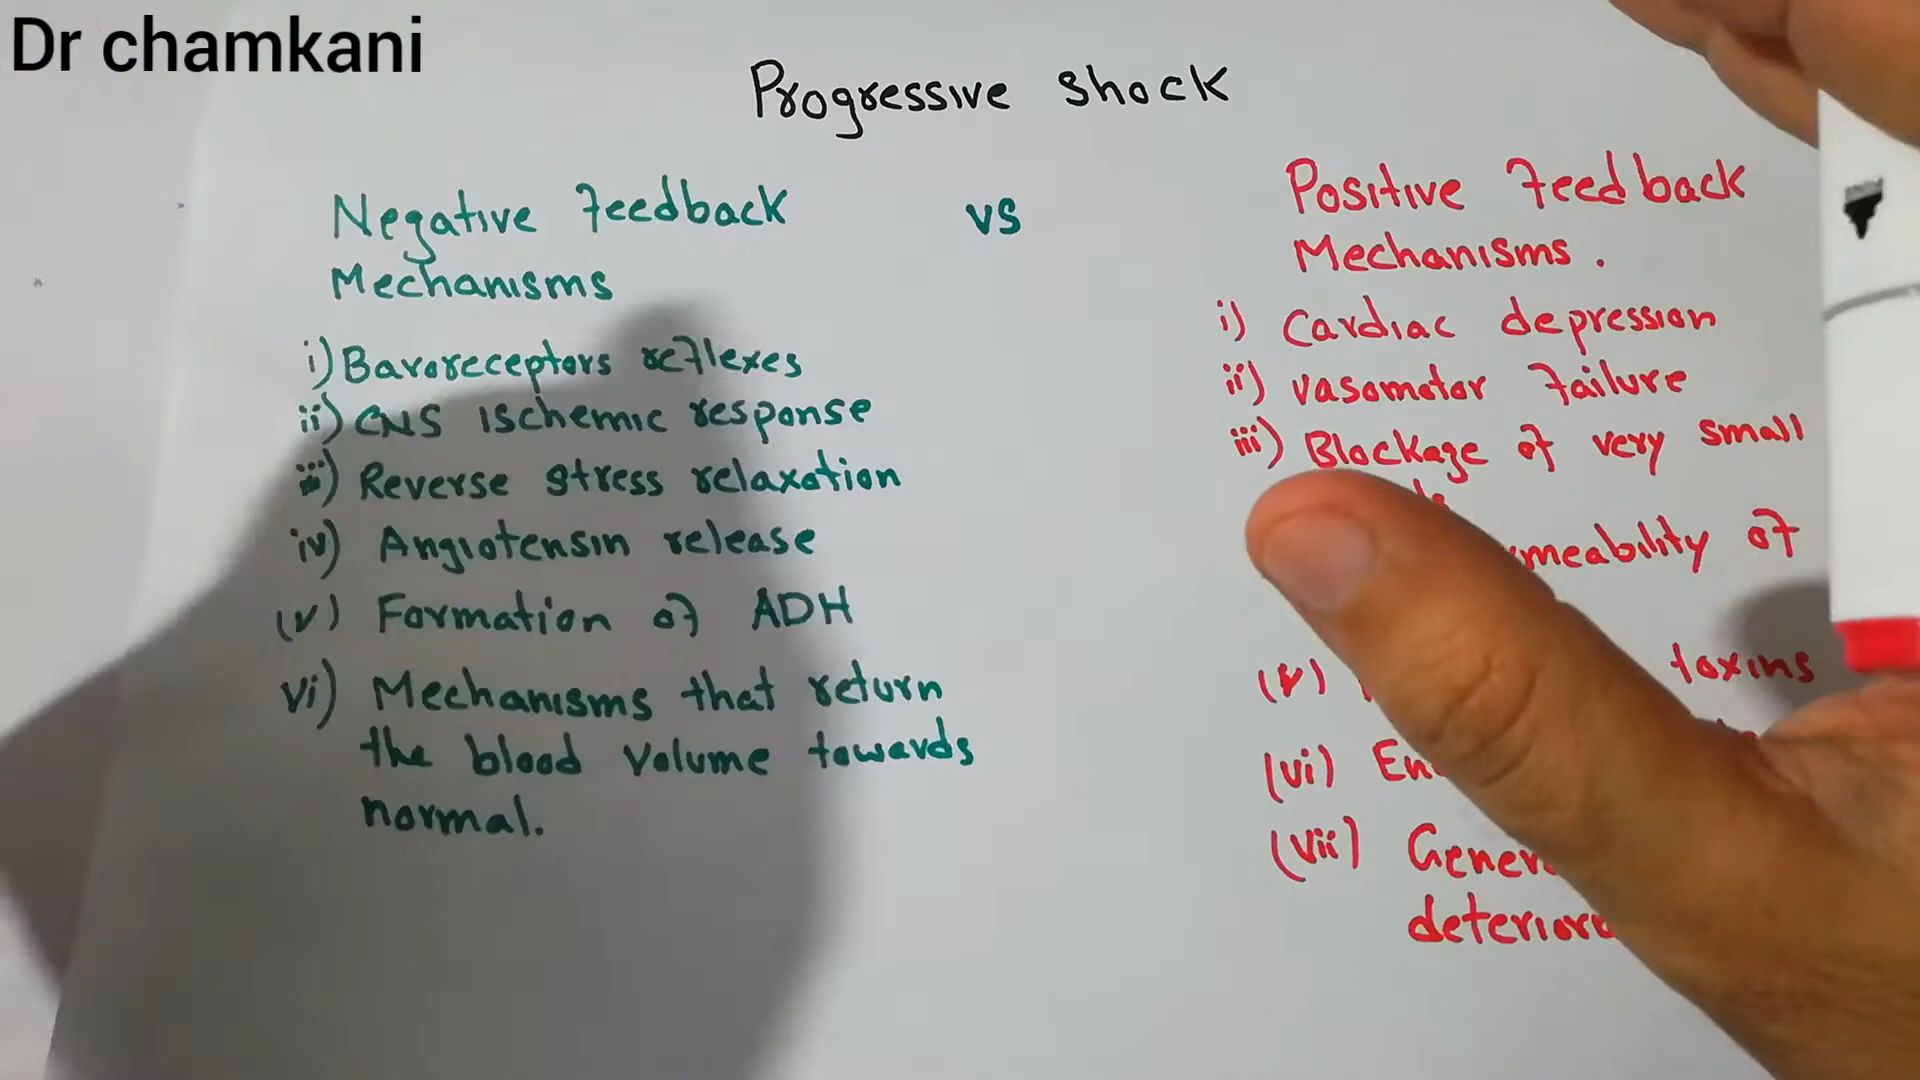 Dr chamkani
Progressive shock
Negative Feedback
Mechanisms
vs
i) Baroreceptors reflexes
ii) CNS Ischemic response
iii) Reverse stress relaxation
iv) Angiotensin release
(v) Formation of ADH
vi) Mechanisms that return
the blood volume towards
normal.
Positive Feedback
Mechanisms.
i) Cardiac depression
ii) vasomotor failure
iii) Blockage of very small
of
(v) toxins
(vi)
(vii)